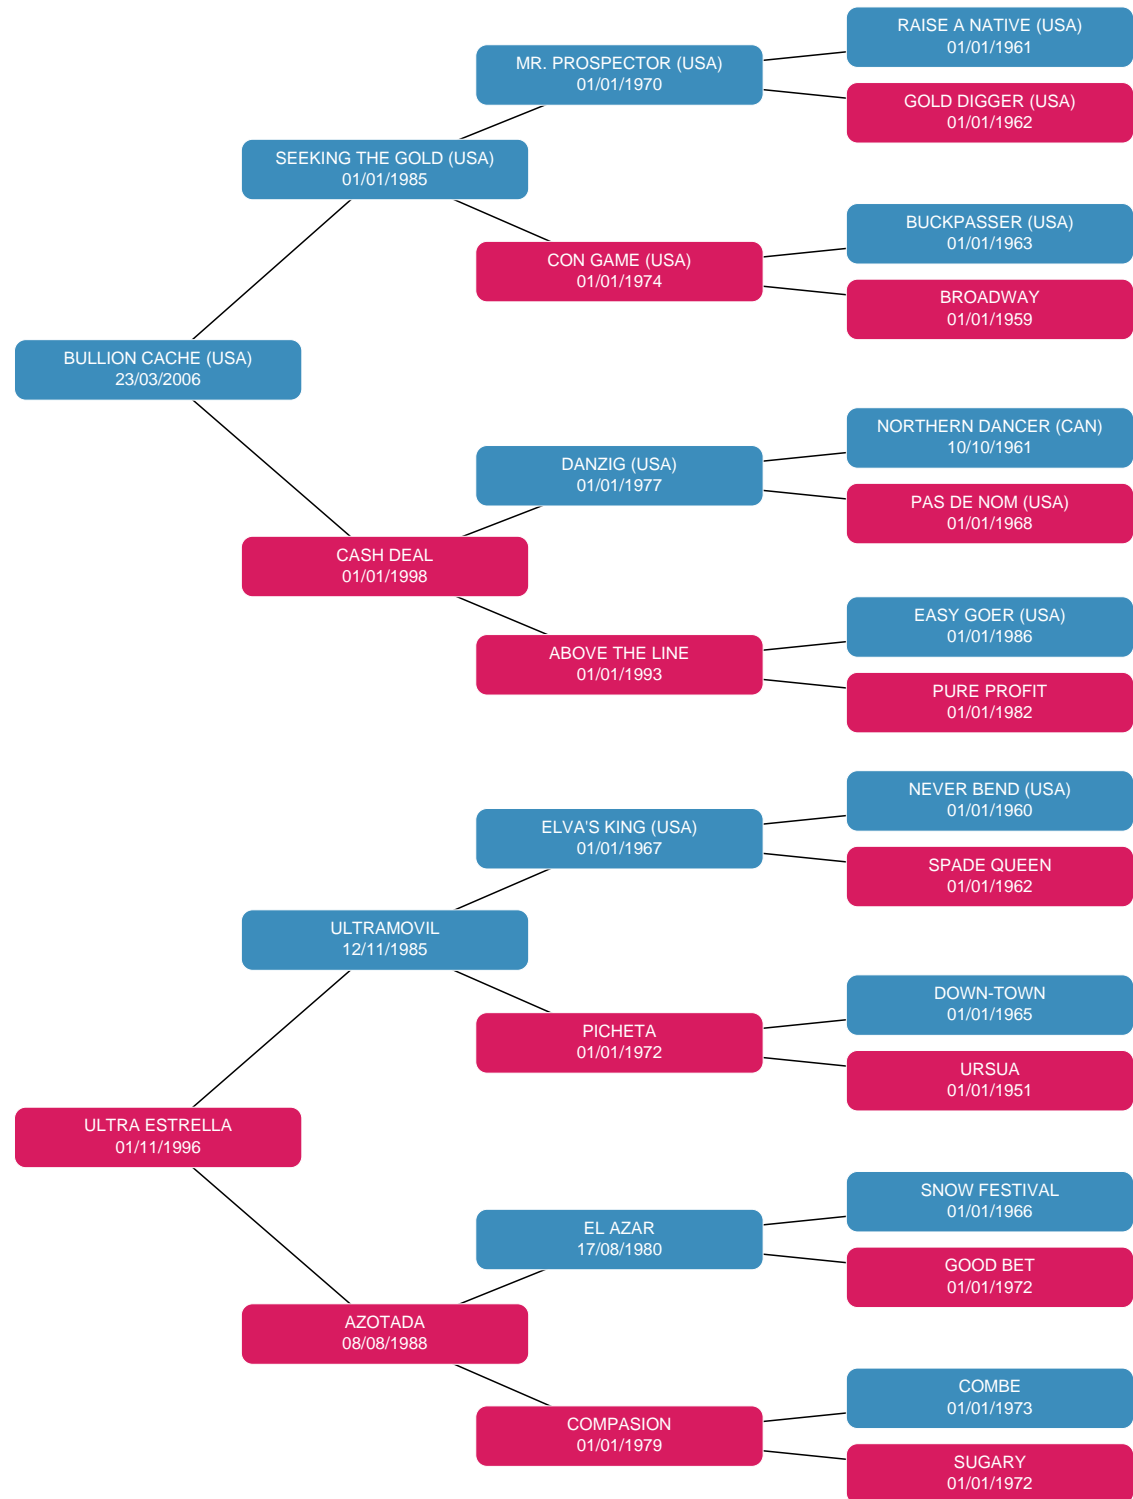 RAISE A NATIVE (USA)
01/01/1961
MR. PROSPECTOR (USA)
01/01/1970
GOLD DIGGER (USA)
01/01/1962
SEEKING THE GOLD (USA)
01/01/1985
BUCKPASSER (USA)
01/01/1963
CON GAME (USA)
01/01/1974
BROADWAY
01/01/1959
BULLION CACHE (USA)
23/03/2006
NORTHERN DANCER (CAN)
10/10/1961
DANZIG (USA)
01/01/1977
PAS DE NOM (USA)
01/01/1968
CASH DEAL
01/01/1998
EASY GOER (USA)
01/01/1986
ABOVE THE LINE
01/01/1993
PURE PROFIT
01/01/1982
NEVER BEND (USA)
01/01/1960
ELVA'S KING (USA)
01/01/1967
SPADE QUEEN
01/01/1962
ULTRAMOVIL
12/11/1985
DOWN-TOWN
01/01/1965
PICHETA
01/01/1972
URSUA
01/01/1951
ULTRA ESTRELLA
01/11/1996
SNOW FESTIVAL
01/01/1966
EL AZAR
17/08/1980
GOOD BET
01/01/1972
AZOTADA
08/08/1988
COMBE
01/01/1973
COMPASION
01/01/1979
SUGARY
01/01/1972